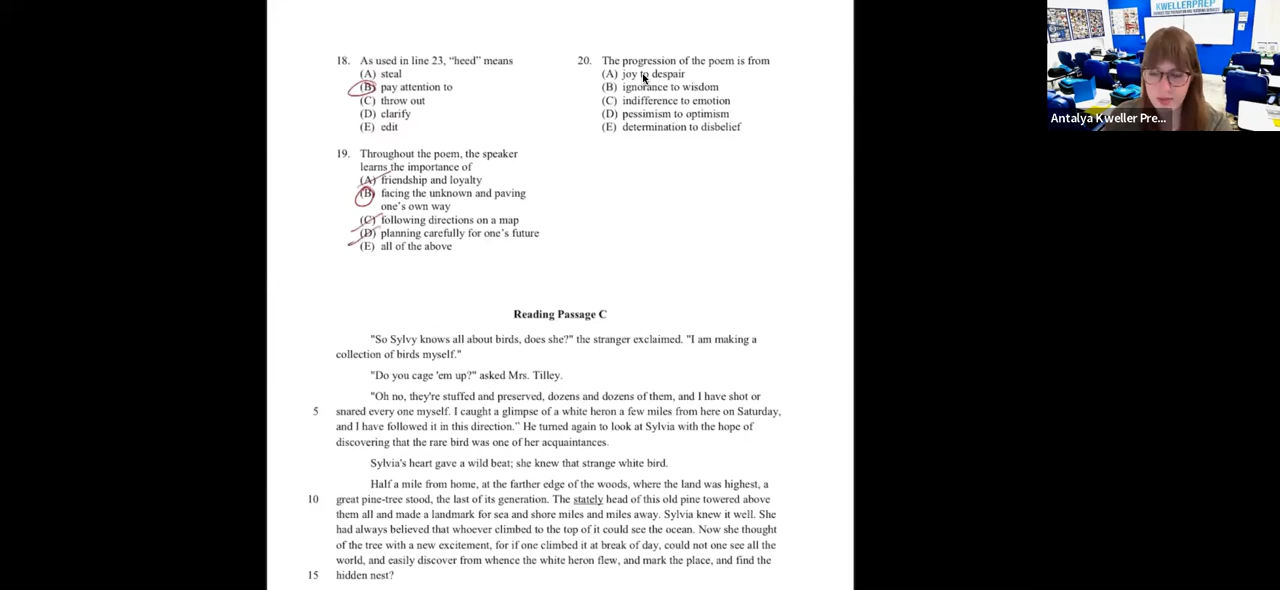 18. As used in line 23, “heed” means
(A) steal
(B) pay attention to
(C) throw out
(D) clarify
(E) edit
19. Throughout the poem, the speaker
learns the importance of
(A) friendship and loyalty
(B) facing the unknown and paving
one’s own way
(C) following directions on a map
(D) planning carefully for one’s future
(E) all of the above
20. The progression of the poem is from
(A) joy to despair
(B) ignorance to wisdom
(C) indifference to emotion
(D) pessimism to optimism
(E) determination to disbelief
Reading Passage C
"So Sylvy knows all about birds, does she?" the stranger exclaimed. "I am making a
collection of birds myself."
"Do you cage 'em up?" asked Mrs. Tilley.
"Oh no, they're stuffed and preserved, dozens and dozens of them, and I have shot or
5 snared every one myself. I caught a glimpse of a white heron a few miles from here on Saturday,
and I have followed it in this direction.” He turned again to look at Sylvia with the hope of
discovering that the rare bird was one of her acquaintances.
Sylvia's heart gave a wild beat; she knew that strange white bird.
Half a mile from home, at the farther edge of the woods, where the land was highest, a
10 great pine-tree stood, the last of its generation. The stately head of this old pine towered above
them all and made a landmark for sea and shore miles and miles away. Sylvia knew it well. She
had always believed that whoever climbed to the top of it could see the ocean. Now she thought
of the tree with a new excitement, for if one climbed it at break of day, could not one see all the
world, and easily discover from whence the white heron flew, and mark the place, and find the
15 hidden nest?
KWELLERPREP
Antalya Kweller Pre...